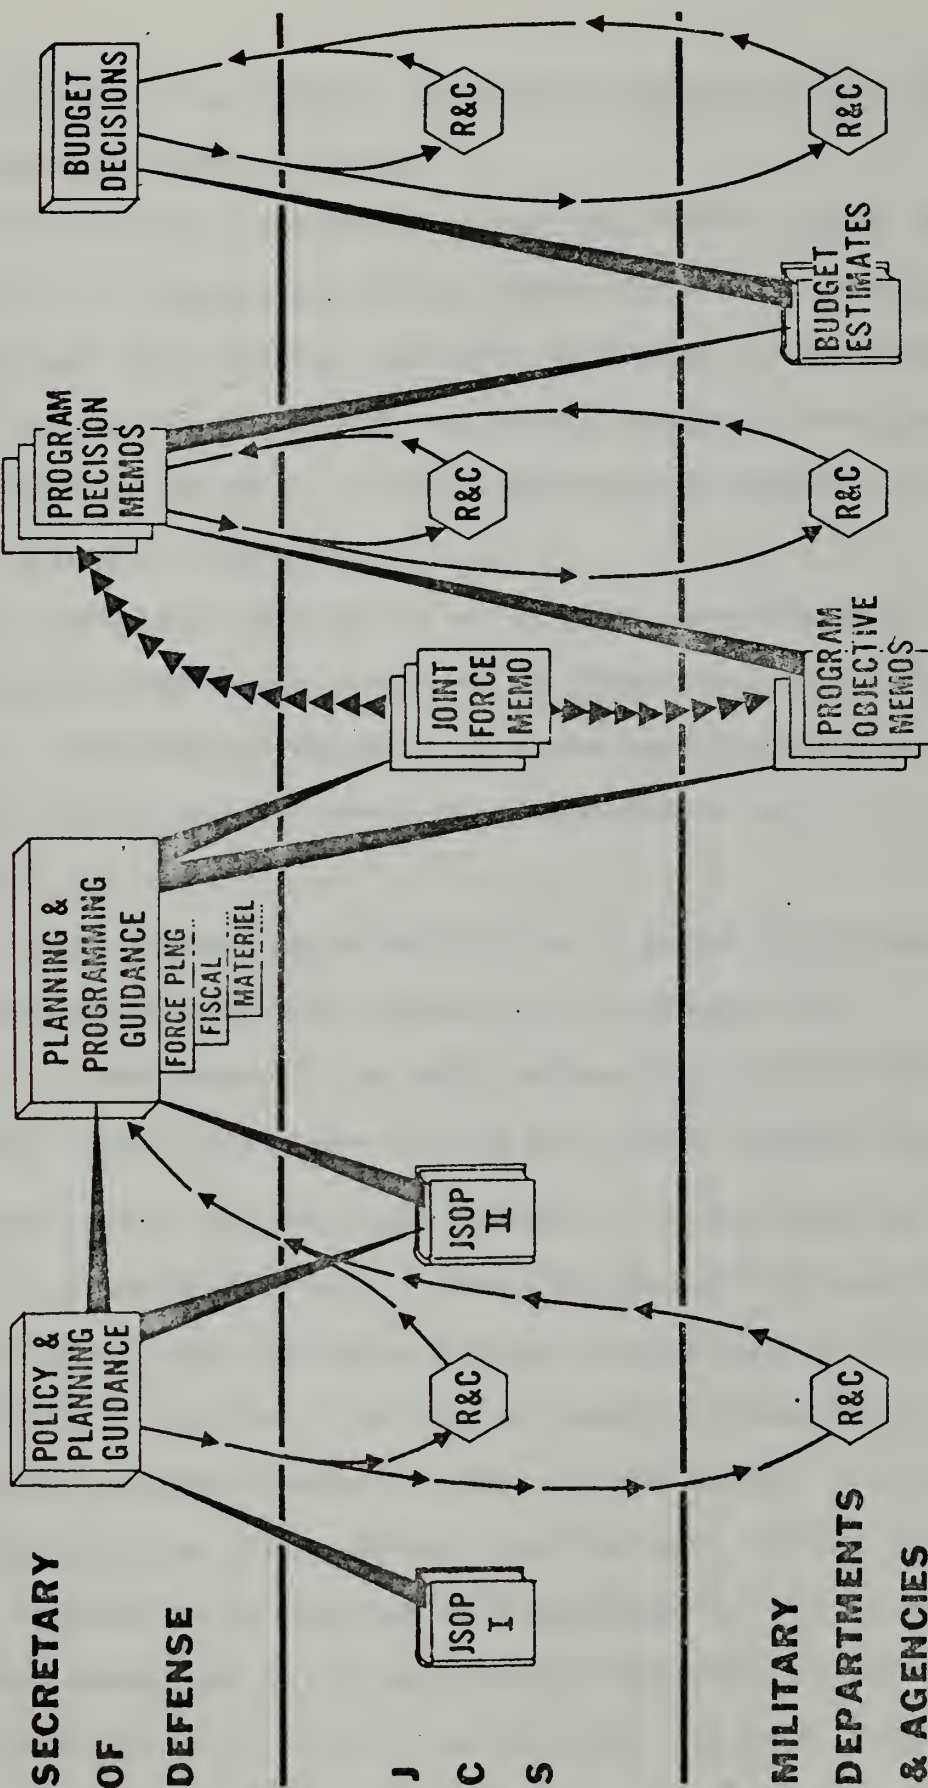 SECRETARY
OF
DEFENSE
POLICY &
PLANNING
GUIDANCE
PLANNING &
PROGRAMMING
GUIDANCE
FORCE PLNG
FISCAL
MATERIEL
PROGRAM
DECISION
MEMOS
BUDGET
DECISIONS
J
C
S
JSOP
I
R&C
JSOP
II
JOINT
FORCE
MEMO
R&C
R&C
MILITARY
DEPARTMENTS
& AGENCIES
R&C
PROGRAM
OBJECTIVE
MEMOS
R&C
BUDGET
ESTIMATES
R&C